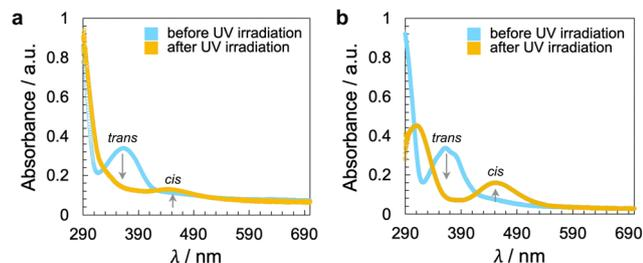 a
before UV irradiation
after UV irradiation
1
0.8
0.6
0.4
0.2
0
Absorbance / a.u.
trans
cis
290 390 490 590 690
λ / nm
b
before UV irradiation
after UV irradiation
1
0.8
0.6
0.4
0.2
0
Absorbance / a.u.
trans
cis
290 390 490 590 690
λ / nm